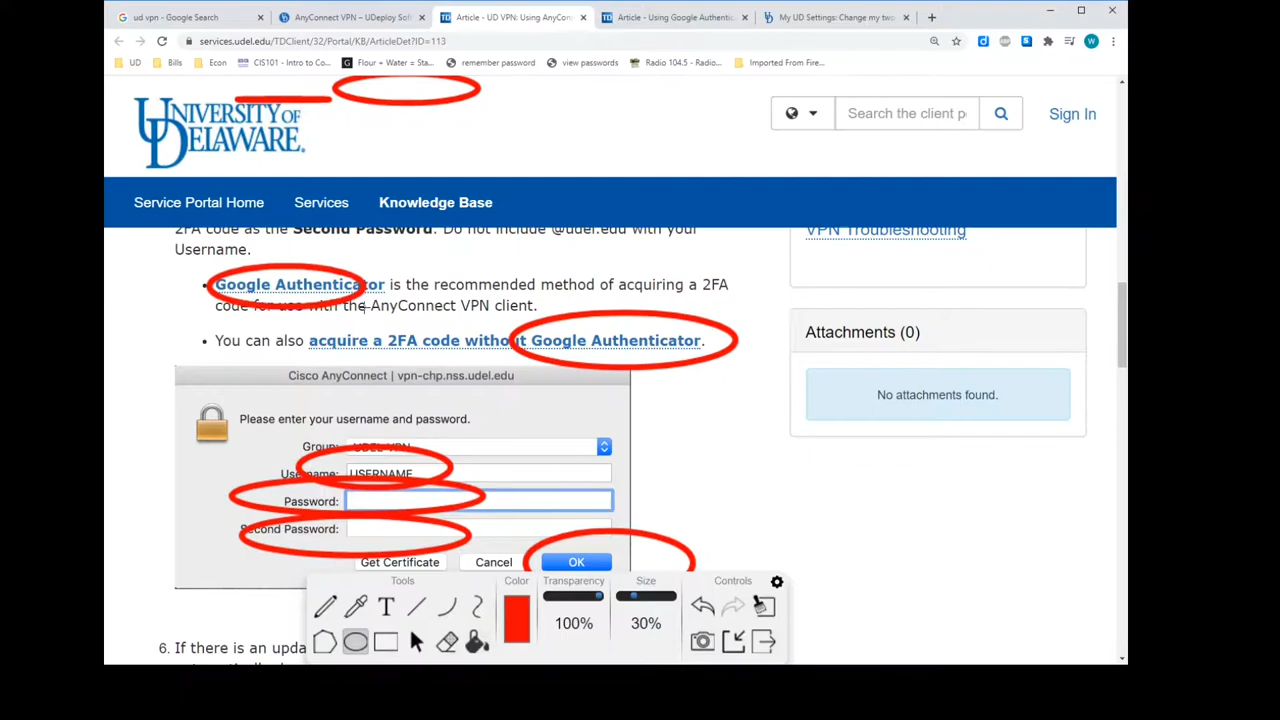 ud vpn - Google Search
AnyConnect VPN – UDeploy Sof
Article - UD VPN: Using AnyCon
Article - Using Google Authentic
My UD Settings: Change my two
services.udel.edu/TDClient/32/Portal/KB/ArticleDet?ID=113
UD
Bills
Econ
CIS101 - Intro to Co...
Flour + Water = Sta...
remember password
view passwords
Radio 104.5 - Radio...
Imported From Fire...
UNIVERSITY OF
DELAWARE.
Search the client p
Sign In
Service Portal Home
Services
Knowledge Base
2FA code as the Second Password. Do not include @udel.edu with your
Username.
• Google Authenticator is the recommended method of acquiring a 2FA
code for use with the AnyConnect VPN client.
• You can also acquire a 2FA code without Google Authenticator.
VPN Troubleshooting
Attachments (0)
No attachments found.
Cisco AnyConnect | vpn-chp.nss.udel.edu
Please enter your username and password.
Group: UDEL VPN
Username: USERNAME
Password:
Second Password:
Get Certificate
Cancel
OK
Tools
Color
Transparency
Size
Controls
100%
30%
6. If there is an upda